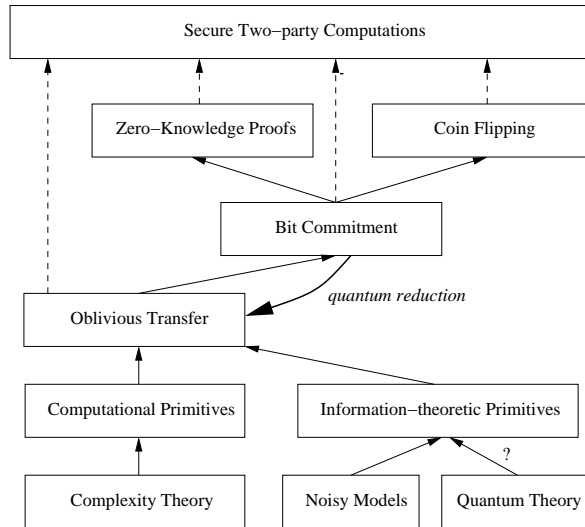 Secure Two−party Computations
Zero−Knowledge Proofs
Coin Flipping
Bit Commitment
quantum reduction
Oblivious Transfer
Computational Primitives
Information−theoretic Primitives
?
Complexity Theory
Noisy Models
Quantum Theory